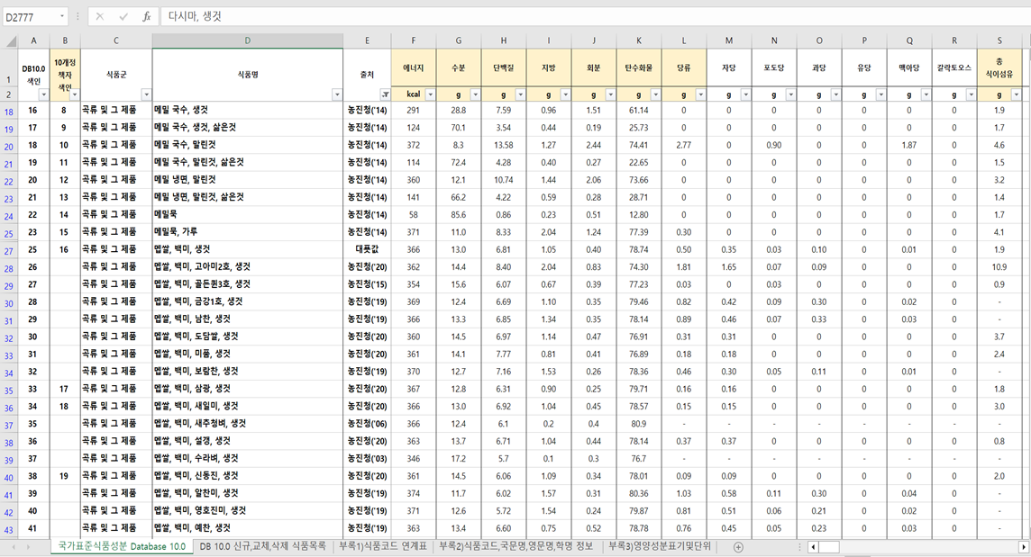 D2777 fx 다시마, 생것
A B C D E F G H I J K L M N O P Q R S
1 DB10.0 색인 10개정 책자 색인 식품군 식품명 출처 에너지 수분 단백질 지방 회분 탄수화물 당류 자당 포도당 과당 유당 맥아당 갈락토오스 총 식이섬유
2 kcal g g g g g g g g g g g g g
18 16 8 곡류 및 그 제품 메밀 국수, 생것 농진청('14) 291 28.8 7.59 0.96 1.51 61.14 0 0 0 0 0 0 0 1.9
19 17 9 곡류 및 그 제품 메밀 국수, 생것, 삶은것 농진청('14) 124 70.1 3.54 0.44 0.19 25.73 0 0 0 0 0 0 0 1.7
20 18 10 곡류 및 그 제품 메밀 국수, 말린것 농진청('14) 372 8.3 13.58 1.27 2.44 74.41 2.77 0 0.90 0 0 1.87 0 4.6
21 19 11 곡류 및 그 제품 메밀 국수, 말린것, 삶은것 농진청('14) 114 72.4 4.28 0.40 0.27 22.65 0 0 0 0 0 0 0 1.5
22 20 12 곡류 및 그 제품 메밀 냉면, 말린것 농진청('14) 360 12.1 10.74 1.44 2.06 73.66 0 0 0 0 0 0 0 3.2
23 21 13 곡류 및 그 제품 메밀 냉면, 말린것, 삶은것 농진청('14) 141 66.2 4.22 0.59 0.28 28.71 0 0 0 0 0 0 0 1.4
24 22 14 곡류 및 그 제품 메밀묵 농진청('14) 58 85.6 0.86 0.23 0.51 12.80 0 0 0 0 0 0 0 1.7
25 23 15 곡류 및 그 제품 메밀묵, 가루 농진청('14) 371 11.0 8.33 2.04 1.24 77.39 0.30 0 0 0 0 0 0 4.1
27 25 16 곡류 및 그 제품 멥쌀, 백미, 생것 대푯값 366 13.0 6.81 1.05 0.40 78.74 0.50 0.35 0.03 0.10 0 0.01 0 1.9
28 26 곡류 및 그 제품 멥쌀, 백미, 고아미2호, 생것 농진청('20) 362 14.4 8.40 2.04 0.83 74.30 1.81 1.65 0.07 0.09 0 0 0 10.9
29 27 곡류 및 그 제품 멥쌀, 백미, 골든퀸3호, 생것 농진청('15) 354 15.6 6.07 0.67 0.39 77.23 0.03 0 0.03 0 0 0 0 0.9
30 28 곡류 및 그 제품 멥쌀, 백미, 금강1호, 생것 농진청('19) 369 12.4 6.69 1.10 0.35 79.46 0.82 0.42 0.09 0.30 0 0.02 0 -
31 29 곡류 및 그 제품 멥쌀, 백미, 남찬, 생것 농진청('19) 366 13.3 6.85 1.34 0.35 78.14 0.89 0.46 0.07 0.33 0 0.03 0 -
32 30 곡류 및 그 제품 멥쌀, 백미, 도담쌀, 생것 농진청('20) 360 14.5 6.97 1.14 0.47 76.91 0.31 0.31 0 0 0 0 0 3.7
33 31 곡류 및 그 제품 멥쌀, 백미, 미품, 생것 농진청('20) 361 14.1 7.77 0.81 0.41 76.89 0.18 0.18 0 0 0 0 0 2.4
34 32 곡류 및 그 제품 멥쌀, 백미, 보람찬, 생것 농진청('19) 370 12.7 7.16 1.53 0.26 78.36 0.46 0.30 0.05 0.11 0 0.01 0 -
35 33 17 곡류 및 그 제품 멥쌀, 백미, 삼광, 생것 농진청('20) 367 12.8 6.31 0.90 0.25 79.71 0.16 0.16 0 0 0 0 0 1.8
36 34 18 곡류 및 그 제품 멥쌀, 백미, 새일미, 생것 농진청('20) 366 13.0 6.92 1.04 0.45 78.57 0.15 0.15 0 0 0 0 0 3.0
37 35 곡류 및 그 제품 멥쌀, 백미, 새추청벼, 생것 농진청('06) 366 12.4 6.1 0.2 0.4 80.9 - - - - - - - -
38 36 곡류 및 그 제품 멥쌀, 백미, 설갱, 생것 농진청('20) 363 13.7 6.71 1.04 0.44 78.14 0.37 0.37 0 0 0 0 0 0.8
39 37 곡류 및 그 제품 멥쌀, 백미, 수라벼, 생것 농진청('03) 346 17.2 5.7 0.1 0.3 76.7 - - - - - - - -
40 38 19 곡류 및 그 제품 멥쌀, 백미, 신동진, 생것 농진청('20) 361 14.5 6.06 1.09 0.34 78.01 0.09 0.09 0 0 0 0 0 2.0
41 39 곡류 및 그 제품 멥쌀, 백미, 알찬미, 생것 농진청('19) 374 11.7 6.02 1.57 0.31 80.36 1.03 0.58 0.11 0.30 0 0.04 0 -
42 40 곡류 및 그 제품 멥쌀, 백미, 영호진미, 생것 농진청('19) 371 12.6 5.72 1.54 0.24 79.87 0.81 0.51 0.06 0.21 0 0.02 0 -
43 41 곡류 및 그 제품 멥쌀, 백미, 예찬, 생것 농진청('19) 363 13.4 6.60 0.75 0.52 78.78 0.76 0.45 0.05 0.23 0 0.03 0 -
국가표준식품성분 Database 10.0 DB 10.0 신규,교체,삭제 식품목록 부록1)식품코드 연계표 부록2)식품코드,국문명,영문명,학명 정보 부록3)영양성분표기및단위